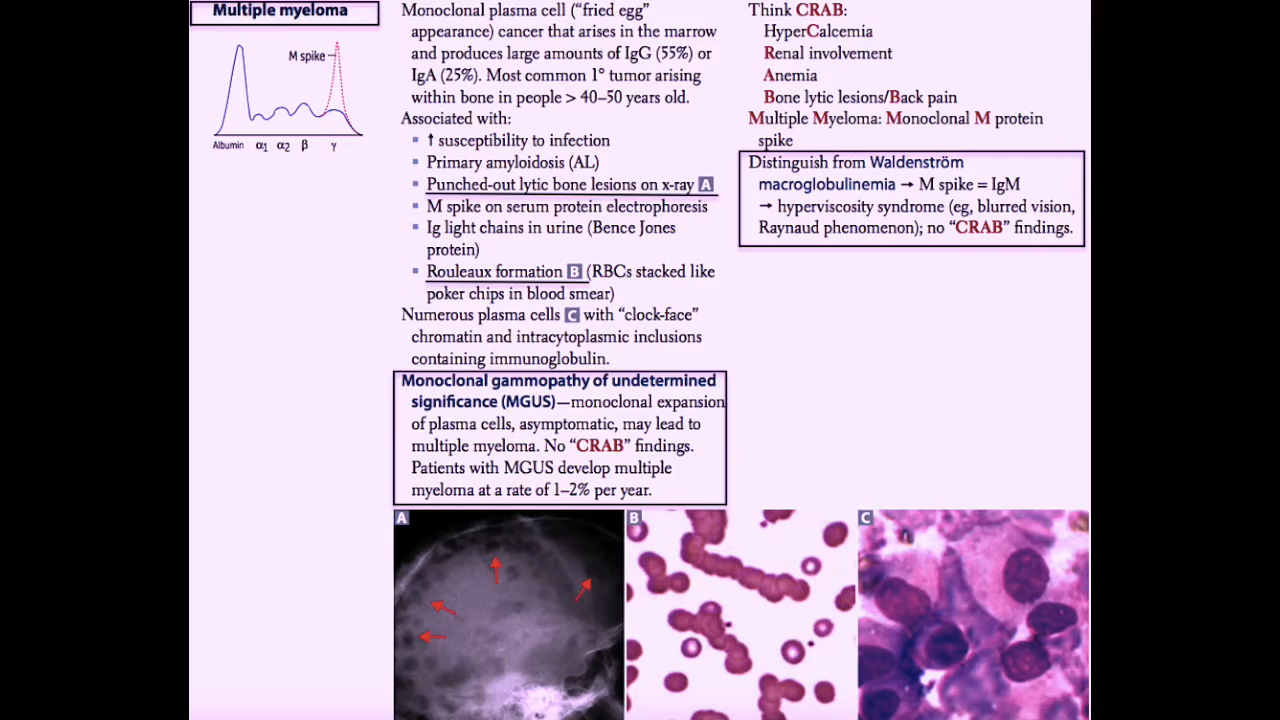 Multiple myeloma
M spike
Albumin α1 α2 β γ
Monoclonal plasma cell (“fried egg”
appearance) cancer that arises in the marrow
and produces large amounts of IgG (55%) or
IgA (25%). Most common 1° tumor arising
within bone in people > 40–50 years old.
Associated with:
▪ ↑ susceptibility to infection
▪ Primary amyloidosis (AL)
▪ Punched-out lytic bone lesions on x-ray A
▪ M spike on serum protein electrophoresis
▪ Ig light chains in urine (Bence Jones
protein)
▪ Rouleaux formation B (RBCs stacked like
poker chips in blood smear)
Numerous plasma cells C with “clock-face”
chromatin and intracytoplasmic inclusions
containing immunoglobulin.
Monoclonal gammopathy of undetermined
significance (MGUS)—monoclonal expansion
of plasma cells, asymptomatic, may lead to
multiple myeloma. No “CRAB” findings.
Patients with MGUS develop multiple
myeloma at a rate of 1–2% per year.
Think CRAB:
HyperCalcemia
Renal involvement
Anemia
Bone lytic lesions/Back pain
Multiple Myeloma: Monoclonal M protein
spike
Distinguish from Waldenström
macroglobulinemia → M spike = IgM
→ hyperviscosity syndrome (eg, blurred vision,
Raynaud phenomenon); no “CRAB” findings.
A
B
C